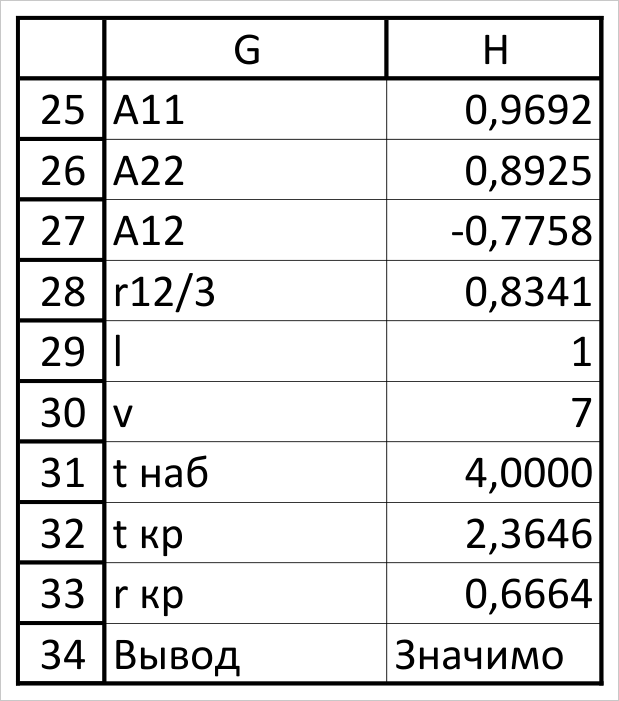 G H
25 A11 0,9692
26 A22 0,8925
27 A12 -0,7758
28 r12/3 0,8341
29 l 1
30 v 7
31 t наб 4,0000
32 t кр 2,3646
33 r кр 0,6664
34 Вывод Значимо